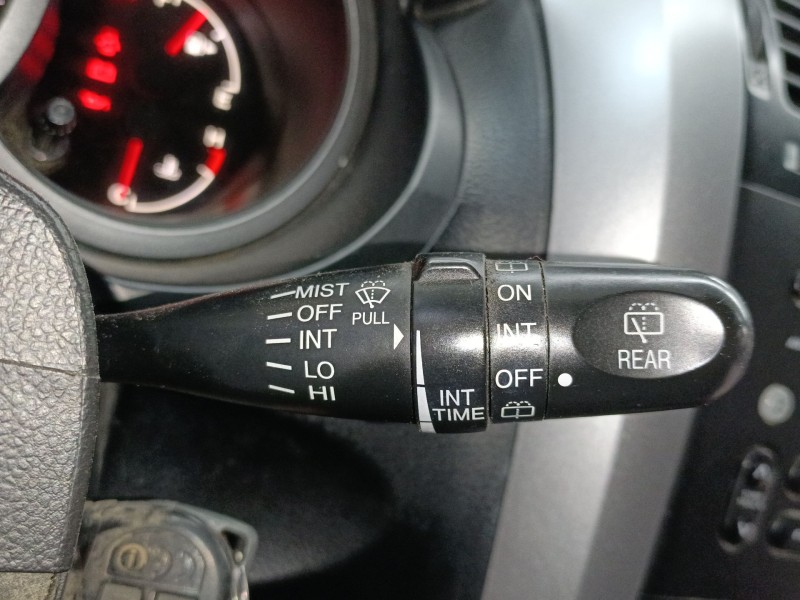 MIST
OFF
INT
LO
HI
PULL
INT
TIME
ON
INT
OFF
REAR